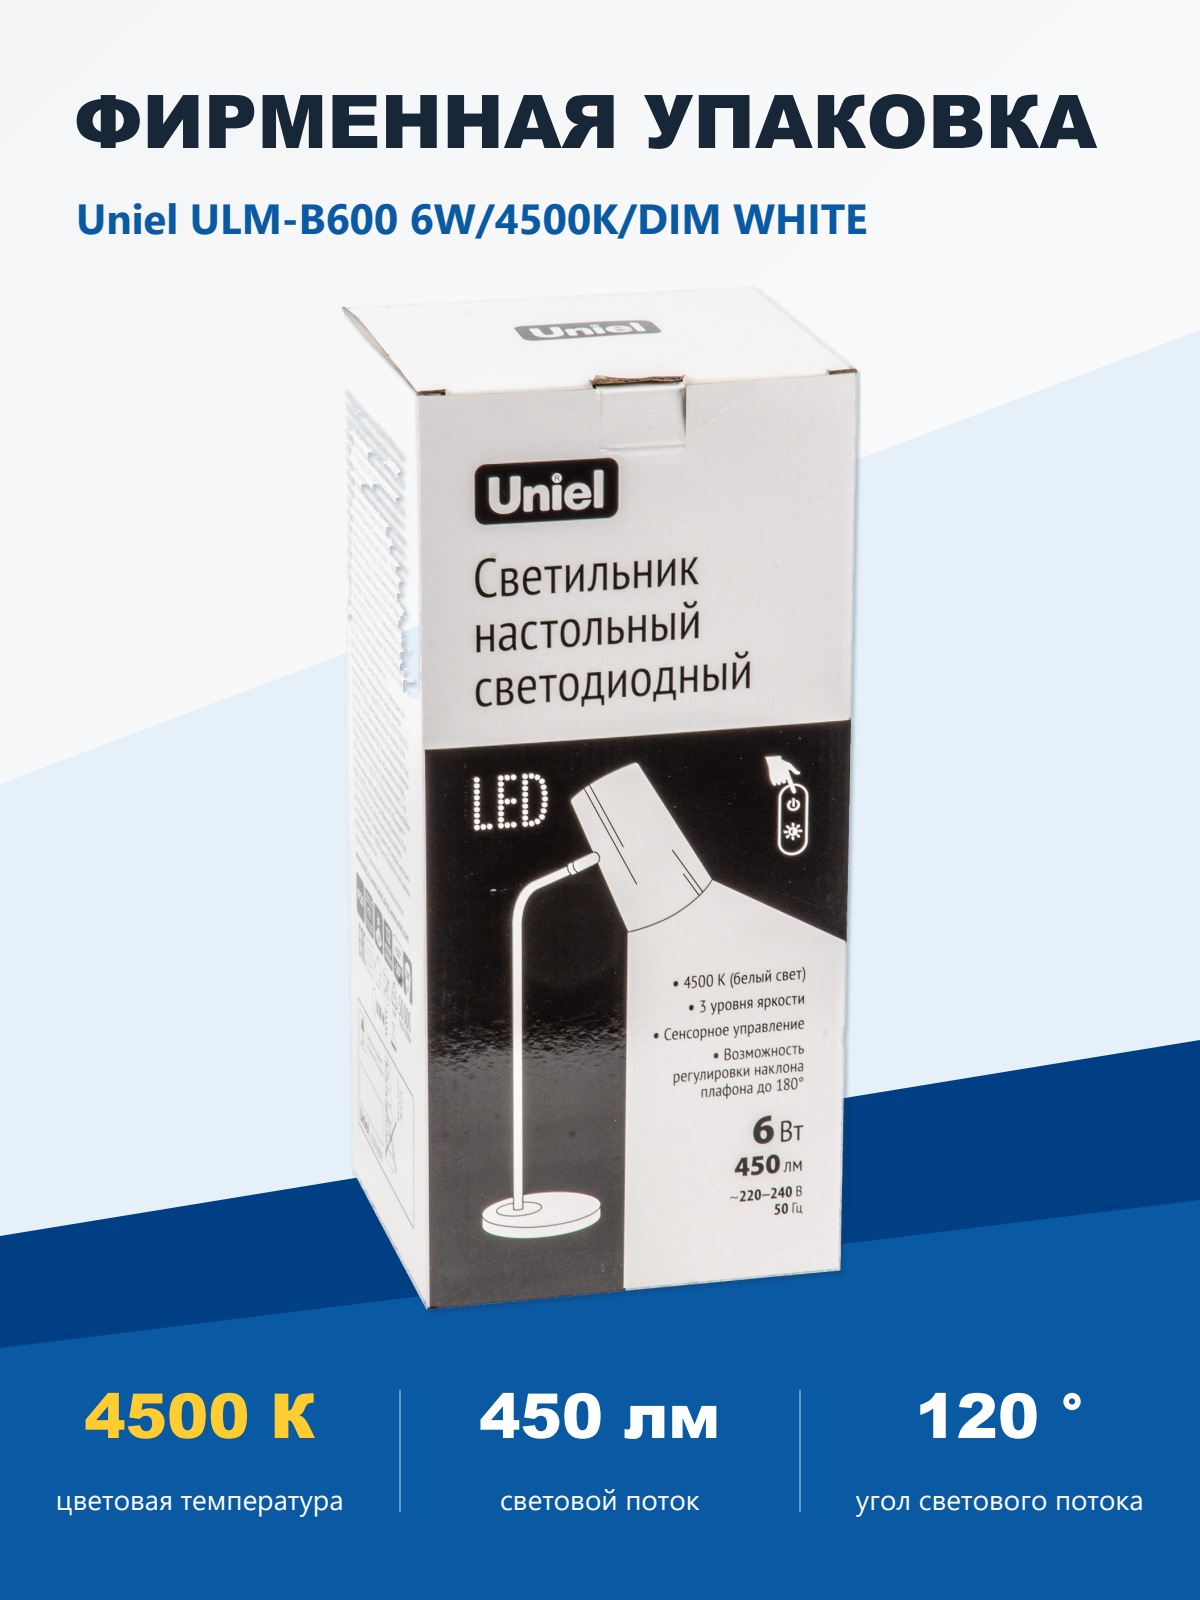 ФИРМЕННАЯ УПАКОВКА
Uniel ULM-B600 6W/4500K/DIM WHITE
Uniel
Uniel®
Светильник
настольный
светодиодный
LED
• 4500 К (белый свет)
• 3 уровня яркости
• Сенсорное управление
• Возможность
регулировки наклона
плафона до 180°
6 Вт
450 лм
~220–240 В
50 Гц
Uniel
4500 К
цветовая температура
450 лм
световой поток
120 °
угол светового потока